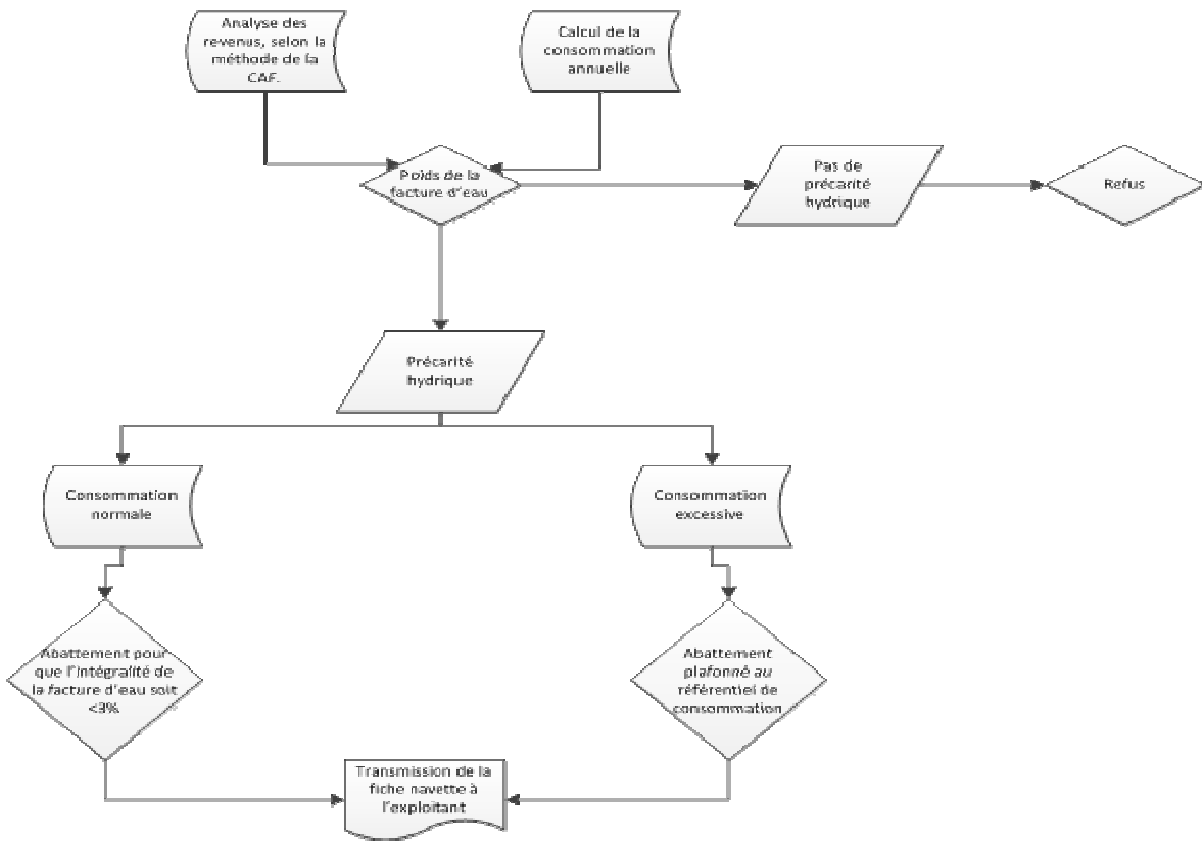 Analyse des
revenus, selon la
méthode de la
CAF.
Calcul de la
consommation
annuelle
Poids de la
facture d'eau
Pas de
précarité
hydrique
Refus
Précarité
hydrique
Consommation
normale
Consommation
excessive
Abattement pour
que l'intégralité de
la facture d'eau soit
<3%
Abattement
plafonné au
référentiel de
consommation
Transmission de la
fiche navette à
l'exploitant